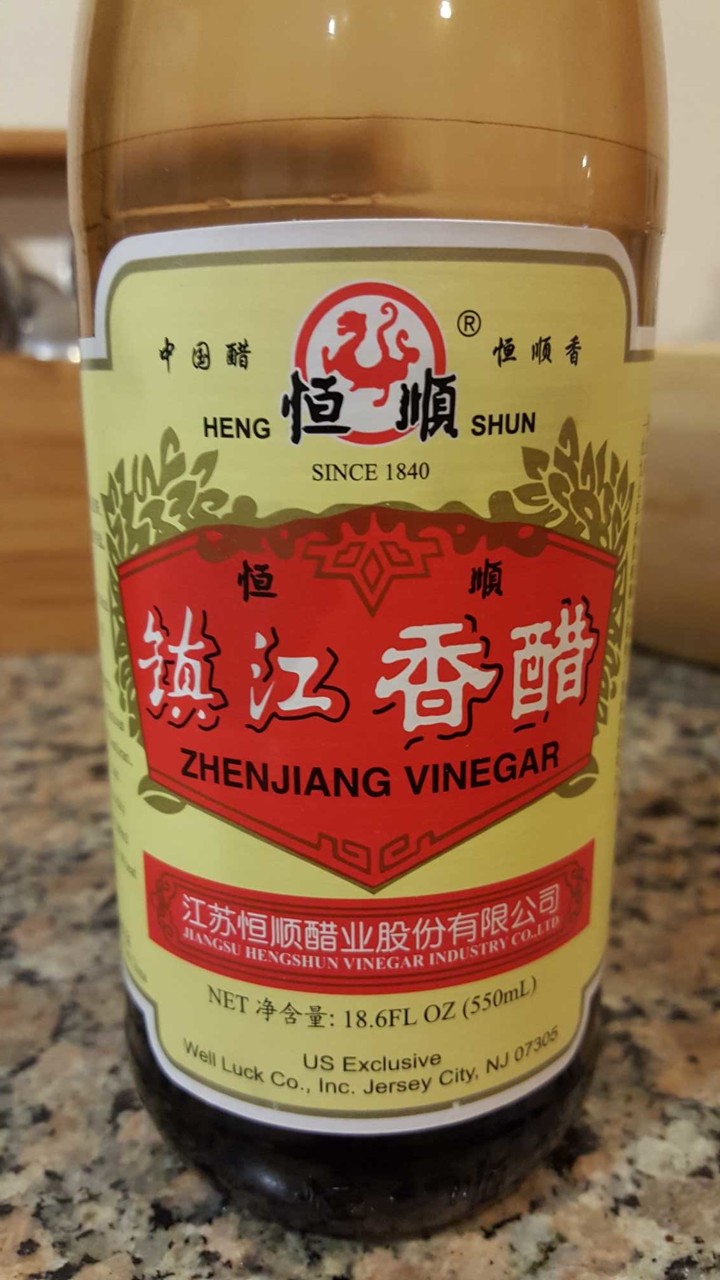 中国醋 恒顺香
®
HENG 恒順 SHUN
SINCE 1840
恒順
镇江香醋
ZHENJIANG VINEGAR
江苏恒顺醋业股份有限公司
JIANGSU HENGSHUN VINEGAR INDUSTRY CO.,LTD.
NET 净含量: 18.6FL OZ (550mL)
US Exclusive
Well Luck Co., Inc. Jersey City, NJ 07305